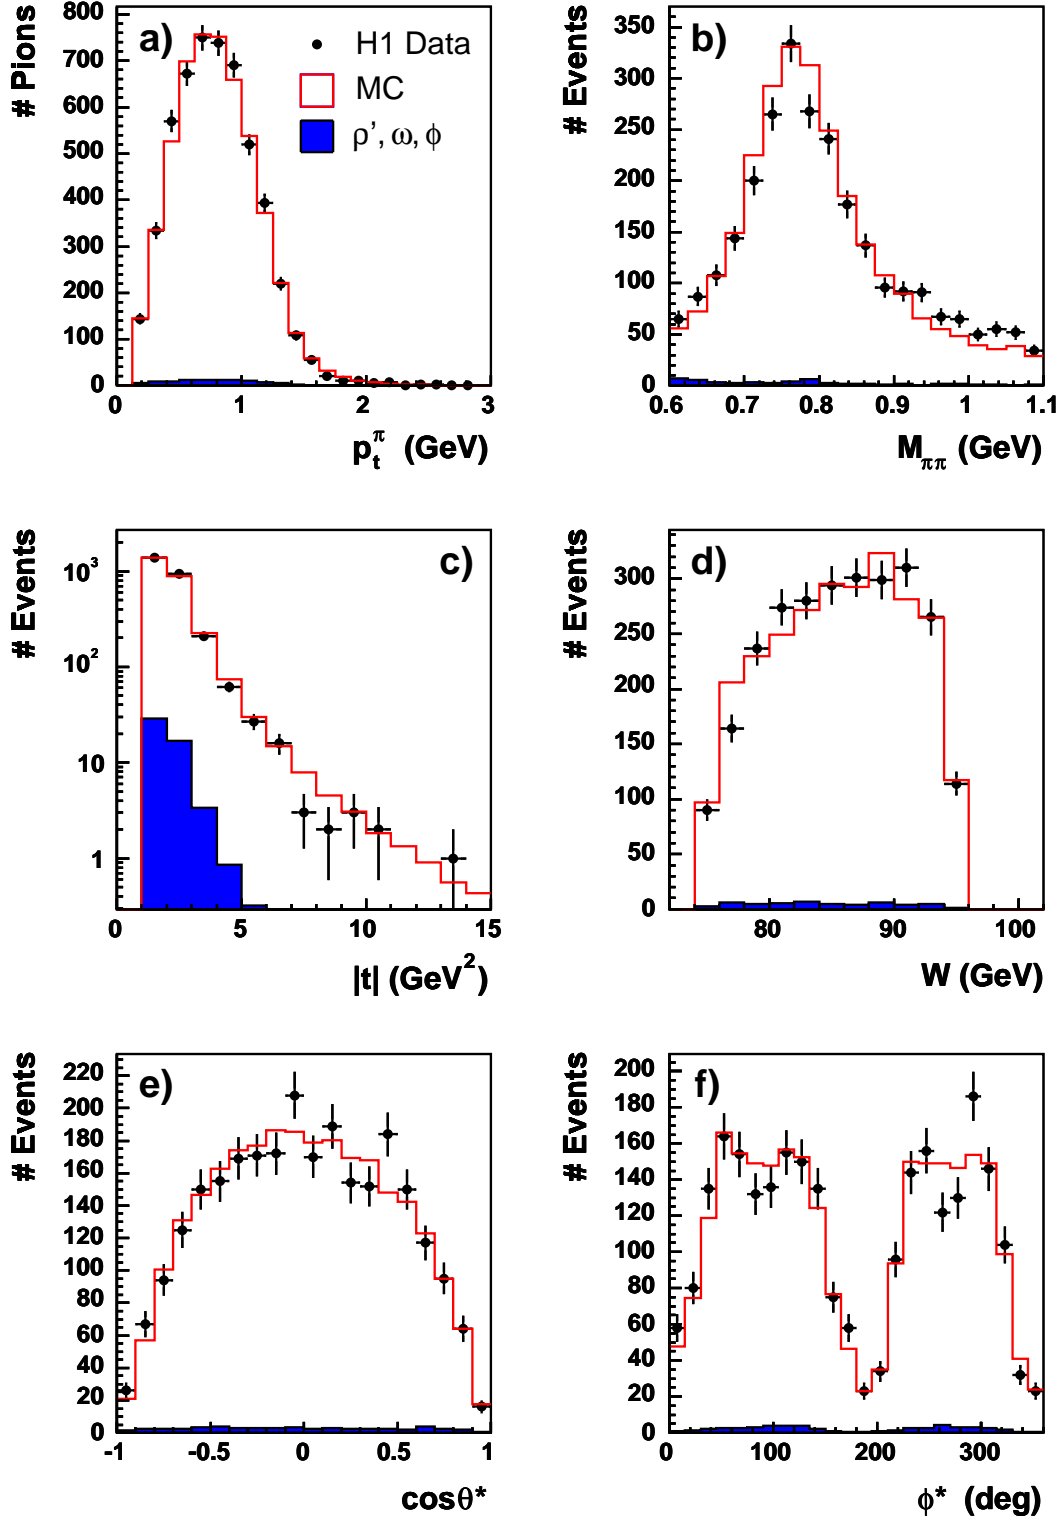 a)
H1 Data
MC
ρ’, ω, ϕ
# Pions
800
700
600
500
400
300
200
100
0
0 1 2 3
p_t^π (GeV)
b)
# Events
350
300
250
200
150
100
50
0
0.6 0.7 0.8 0.9 1 1.1
M_ππ (GeV)
c)
# Events
10^3
10^2
10
1
0 5 10 15
|t| (GeV^2)
d)
# Events
300
250
200
150
100
50
0
80 90 100
W (GeV)
e)
# Events
220
200
180
160
140
120
100
80
60
40
20
0
-1 -0.5 0 0.5 1
cosθ*
f)
# Events
200
180
160
140
120
100
80
60
40
20
0
0 100 200 300
ϕ* (deg)